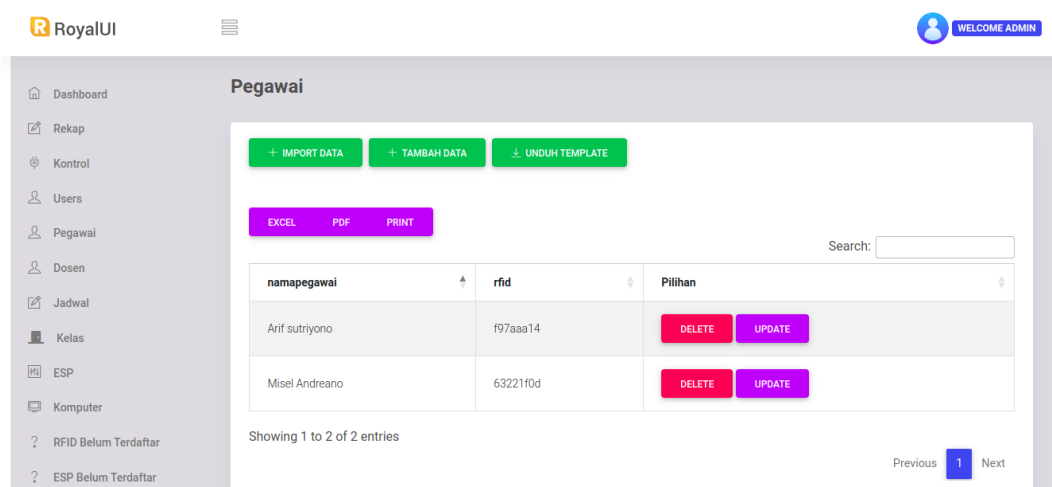 R RoyalUI
WELCOME ADMIN
Dashboard
Rekap
Kontrol
Users
Pegawai
Dosen
Jadwal
Kelas
ESP
Komputer
? RFID Belum Terdaftar
? ESP Belum Terdaftar
Pegawai
+ IMPORT DATA + TAMBAH DATA UNDUH TEMPLATE
EXCEL PDF PRINT
Search:
namapegawai rfid Pilihan
Arif sutriyono f97aaa14 DELETE UPDATE
Misel Andreano 63221f0d DELETE UPDATE
Showing 1 to 2 of 2 entries
Previous 1 Next